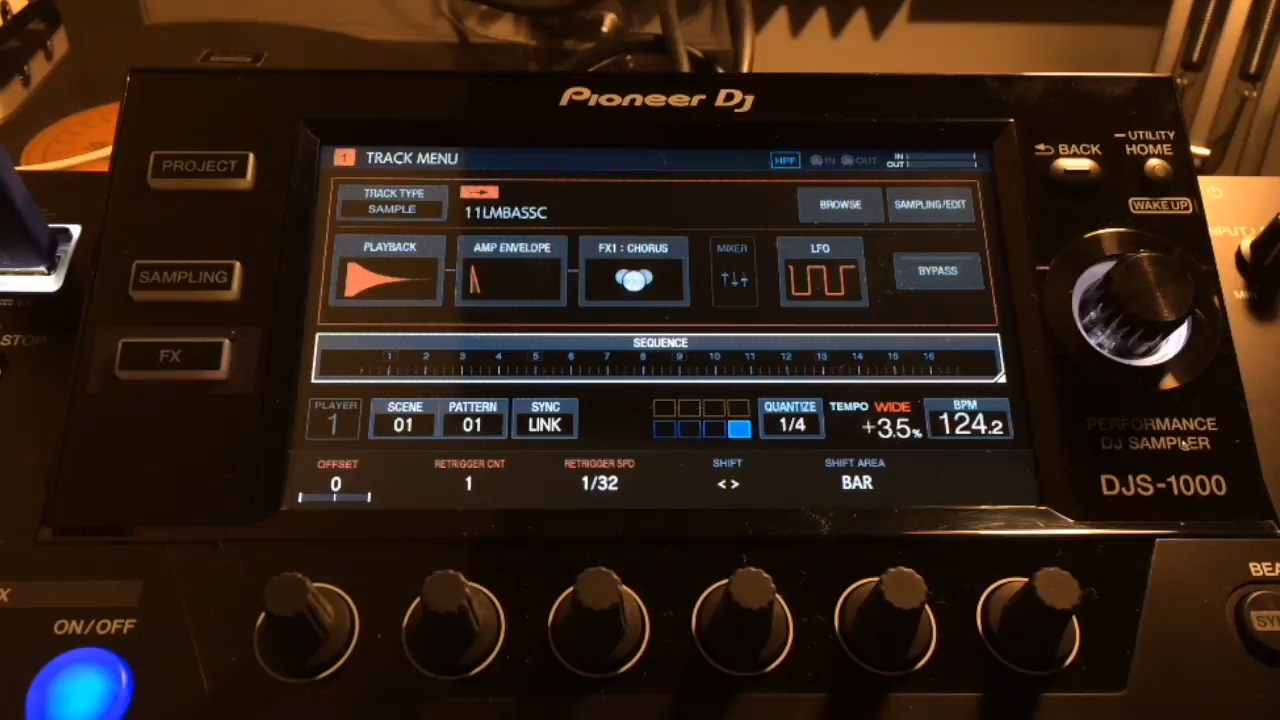 Pioneer Dj
PROJECT
SAMPLING
FX
STOP
1 TRACK MENU
HPF IN OUT IN OUT
TRACK TYPE
SAMPLE
11LMBASSC
BROWSE
SAMPLING/EDIT
PLAYBACK
AMP ENVELOPE
FX1 : CHORUS
MIXER
LFO
BYPASS
SEQUENCE
1 2 3 4 5 6 7 8 9 10 11 12 13 14 15 16
PLAYER
1
SCENE
01
PATTERN
01
SYNC
LINK
QUANTIZE
1/4
TEMPO WIDE
+3.5%
BPM
124.2
OFFSET
0
RETRIGGER CNT
1
RETRIGGER SPD
1/32
SHIFT
< >
SHIFT AREA
BAR
BACK
UTILITY
HOME
WAKE UP
PERFORMANCE
DJ SAMPLER
DJS-1000
ON/OFF